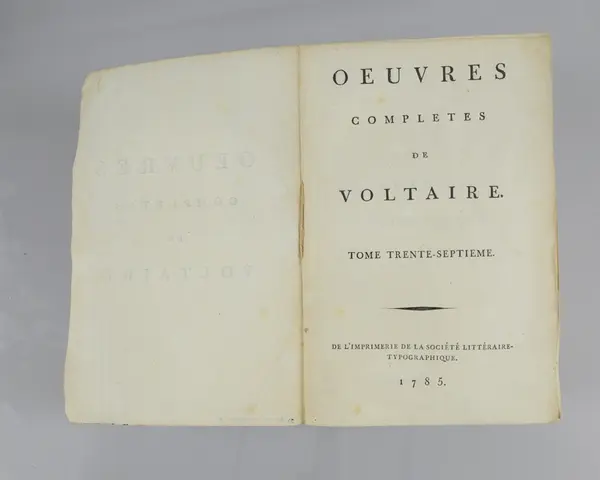 OEUVRES
COMPLETES
DE
VOLTAIRE.
TOME TRENTE-SEPTIEME.
DE L'IMPRIMERIE DE LA SOCIÉTÉ LITTÉRAIRE-
TYPOGRAPHIQUE.
1785.